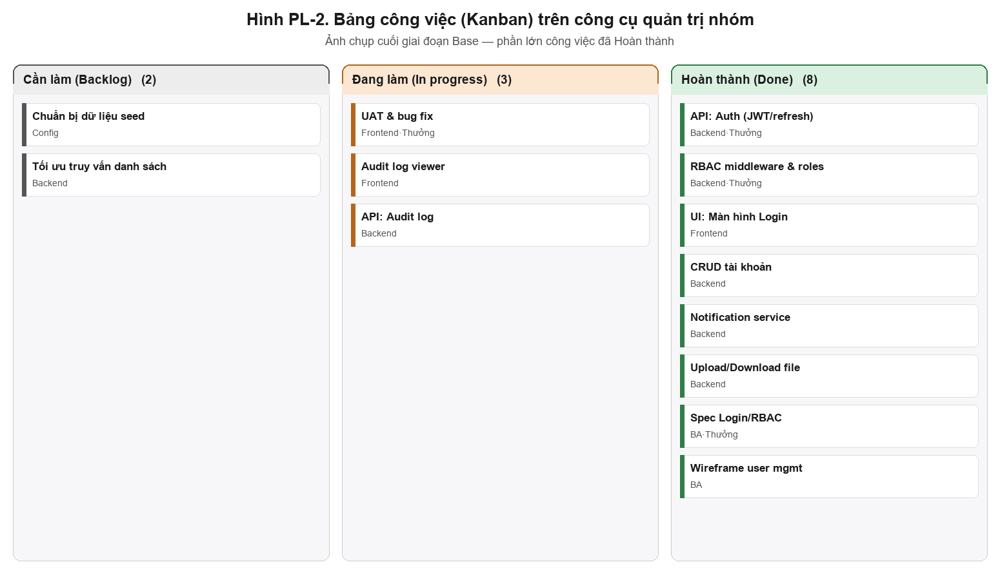 Hình PL-2. Bảng công việc (Kanban) trên công cụ quản trị nhóm
Ảnh chụp cuối giai đoạn Base — phần lớn công việc đã Hoàn thành
Cần làm (Backlog) (2)
Chuẩn bị dữ liệu seed
Config
Tối ưu truy vấn danh sách
Backend
Đang làm (In progress) (3)
UAT & bug fix
Frontend·Thưởng
Audit log viewer
Frontend
API: Audit log
Backend
Hoàn thành (Done) (8)
API: Auth (JWT/refresh)
Backend·Thưởng
RBAC middleware & roles
Backend·Thưởng
UI: Màn hình Login
Frontend
CRUD tài khoản
Backend
Notification service
Backend
Upload/Download file
Backend
Spec Login/RBAC
BA·Thưởng
Wireframe user mgmt
BA